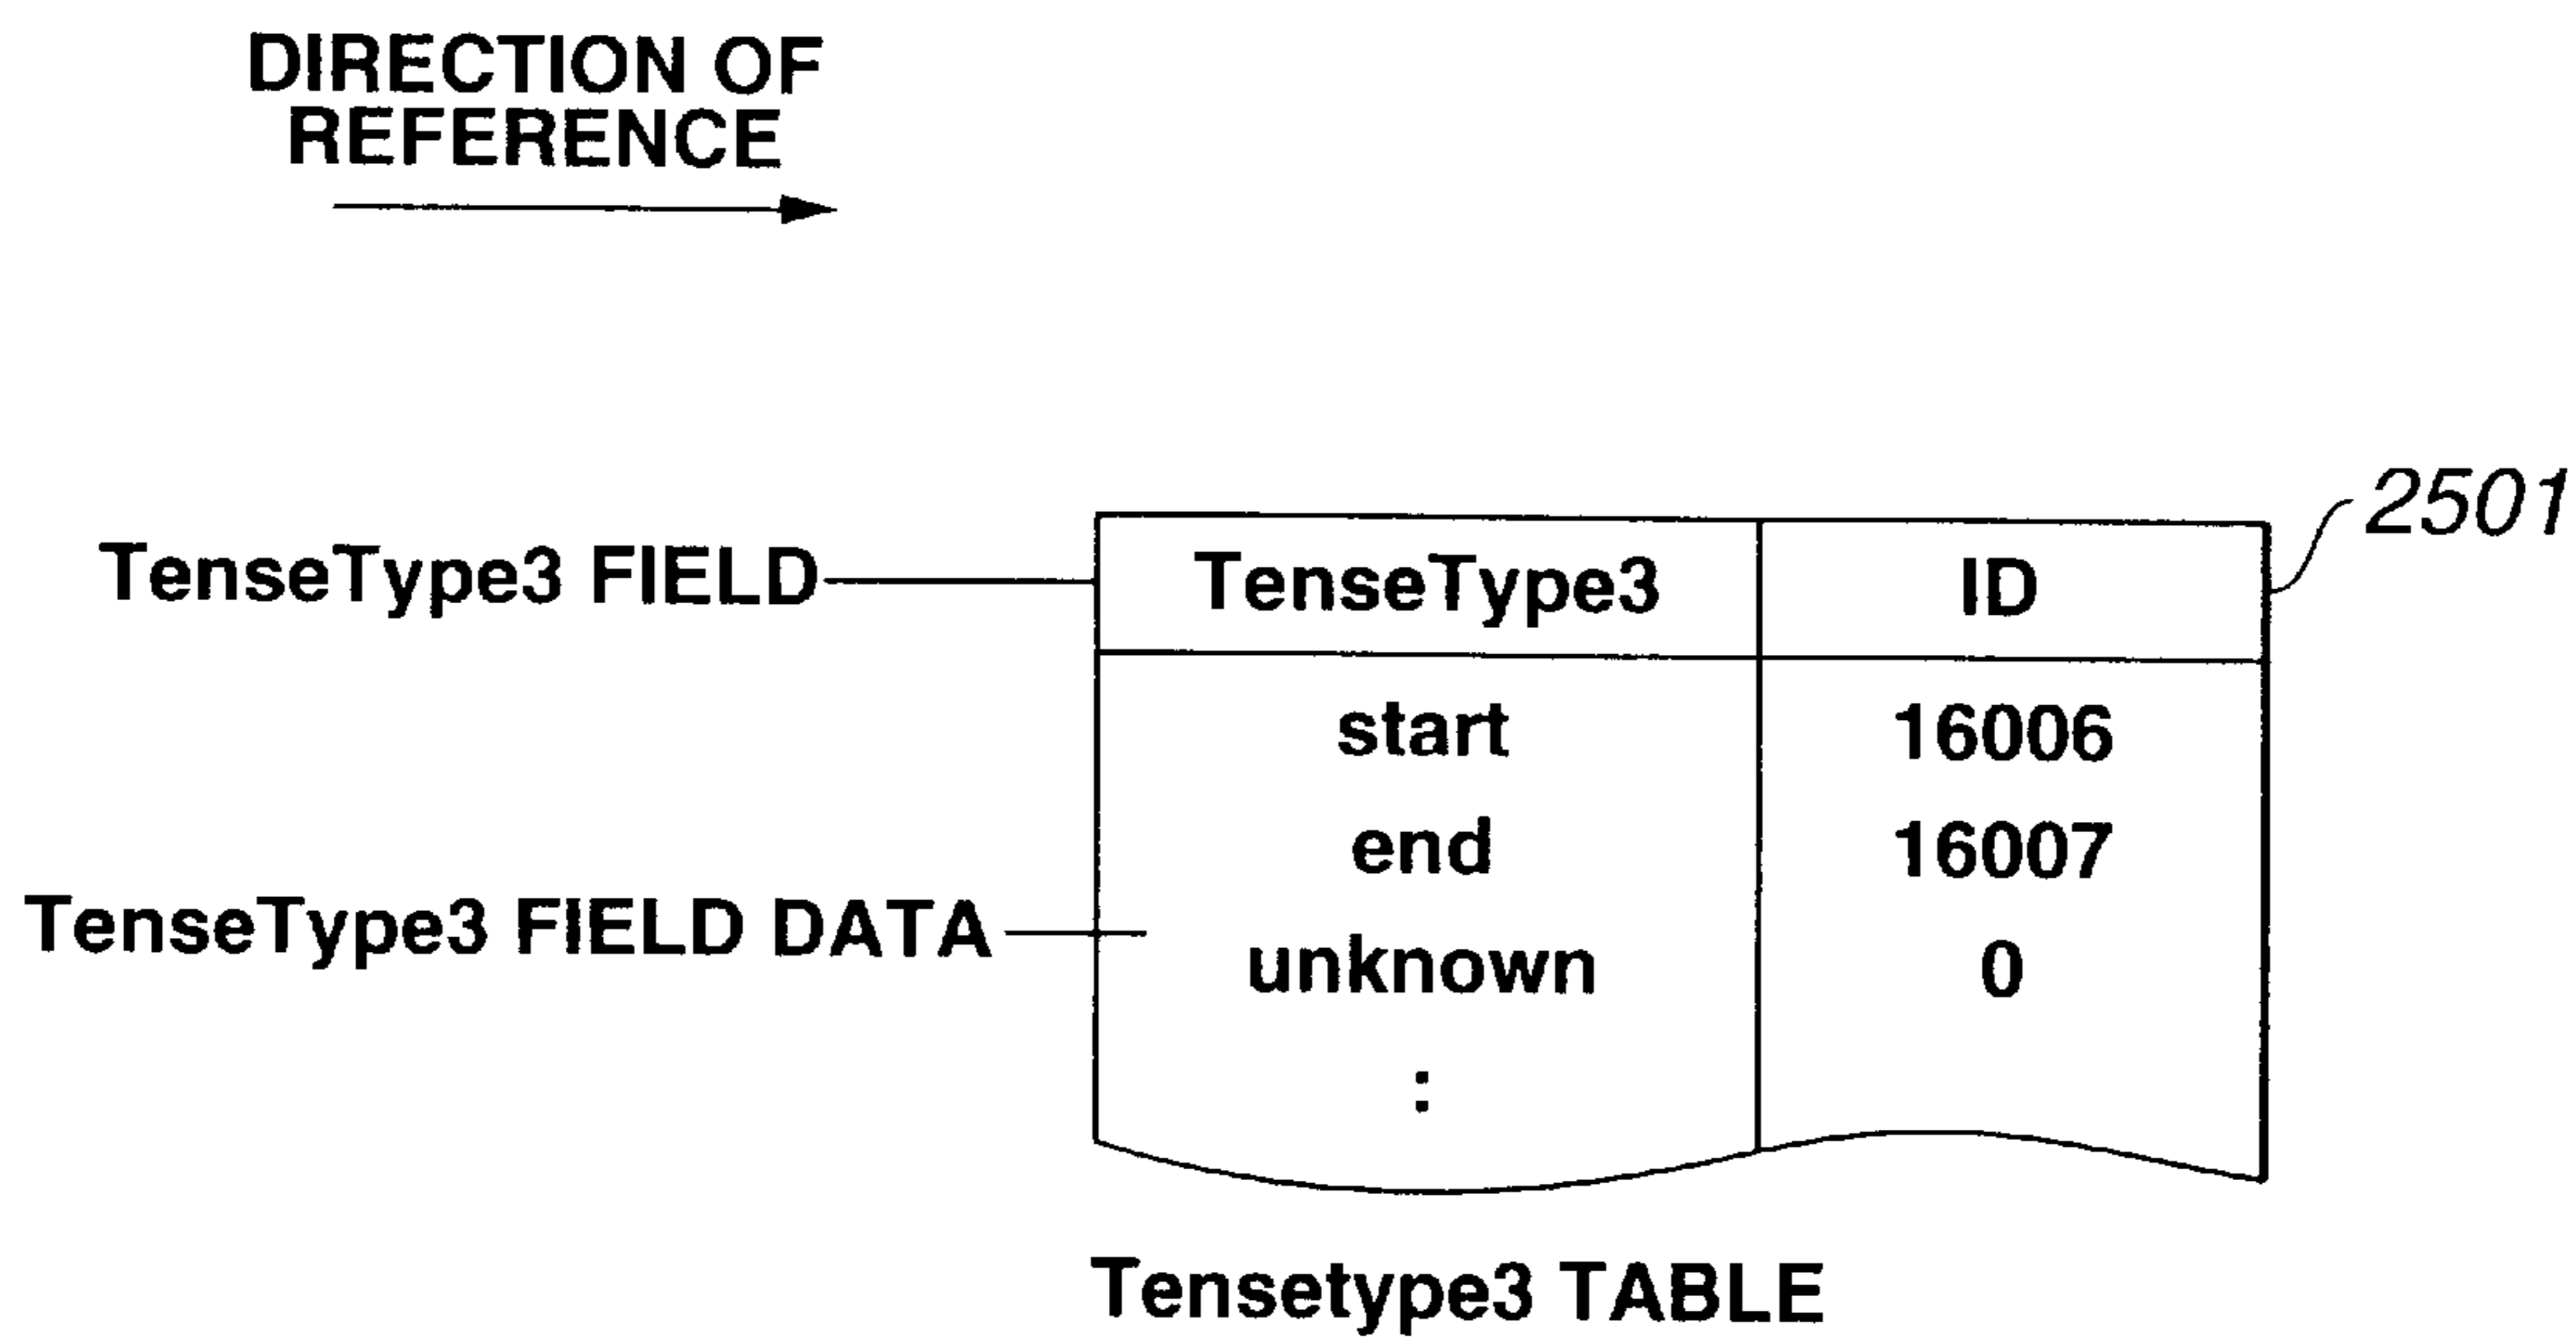 DIRECTION OF
REFERENCE
2501
TenseType3 FIELD
TenseType3 ID
start 16006
end 16007
TenseType3 FIELD DATA
unknown 0
:
Tensetype3 TABLE